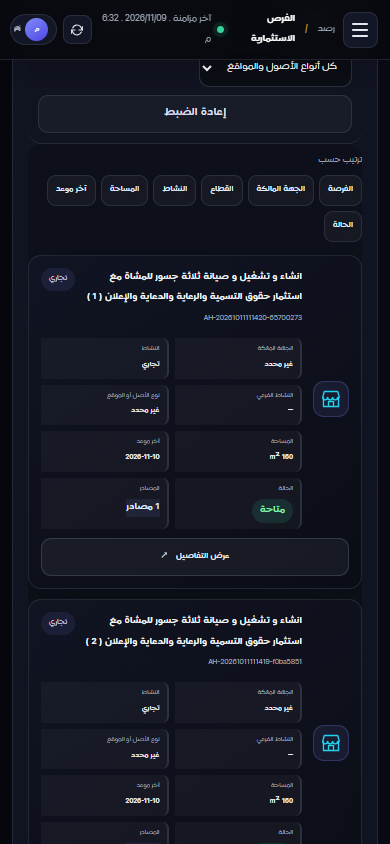 الفرص الاستثمارية
/
رصد
آخر مزامنة . 2026/11/09 . 6:32 م
م
كل أنواع الأصول والمواقع
إعادة الضبط
ترتيب حسب
الفرصة
الجهة المالكة
القطاع
النشاط
المساحة
آخر موعد
الحالة
انشاء و تشغيل و صيانة ثلاثة جسور للمشاة مع
استثمار حقوق التسمية والرعاية والدعاية والإعلان ( 1 )
تجاري
AH-20261011111420-65700273
الجهة المالكة
غير محدد
النشاط
تجاري
النشاط الفرعي
—
نوع الأصل أو الموقع
غير محدد
المساحة
160 m²
آخر موعد
2026-11-10
الحالة
متاحة
المصادر
1 مصادر
عرض التفاصيل ↗
انشاء و تشغيل و صيانة ثلاثة جسور للمشاة مع
استثمار حقوق التسمية والرعاية والدعاية والإعلان ( 2 )
تجاري
AH-20261011111419-f0ba5851
الجهة المالكة
غير محدد
النشاط
تجاري
النشاط الفرعي
—
نوع الأصل أو الموقع
غير محدد
المساحة
160 m²
آخر موعد
2026-11-10
الحالة
المصادر